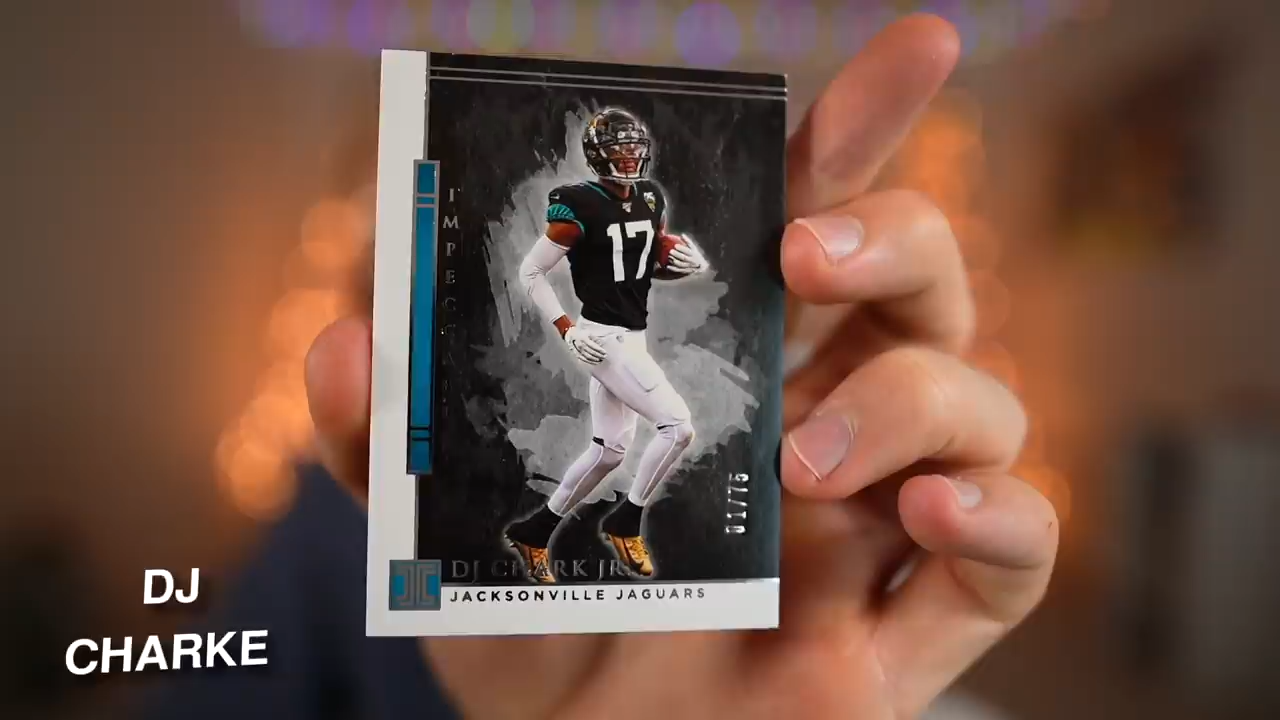 IMPECCABLE
17
01/75
DJ CHARK JR.
JACKSONVILLE JAGUARS
DJ
CHARKE